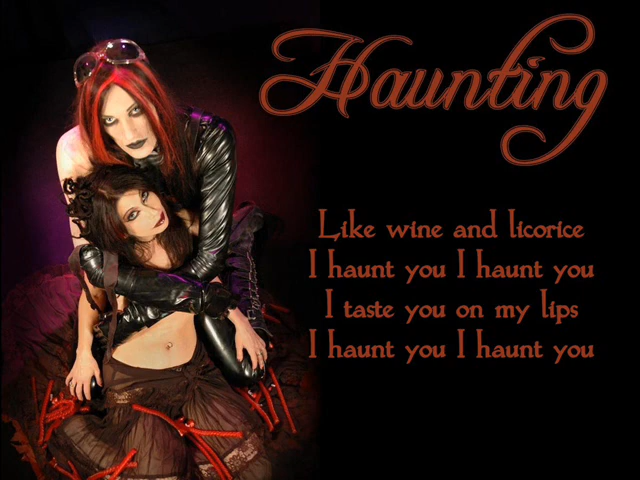 Haunting
Like wine and licorice
I haunt you I haunt you
I taste you on my lips
I haunt you I haunt you